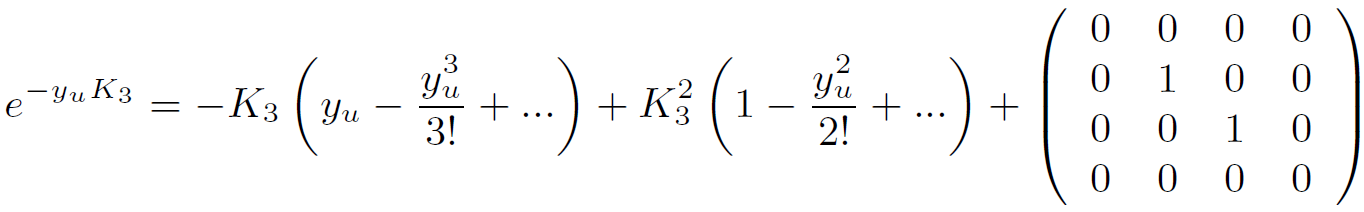 $e^{-y_u K_3} = -K_3 \left( y_u - \frac{y_u^3}{3!} + ... \right) + K_3^2 \left( 1 - \frac{y_u^2}{2!} + ... \right) + \begin{pmatrix} 0 & 0 & 0 & 0 \\ 0 & 1 & 0 & 0 \\ 0 & 0 & 1 & 0 \\ 0 & 0 & 0 & 0 \end{pmatrix}$